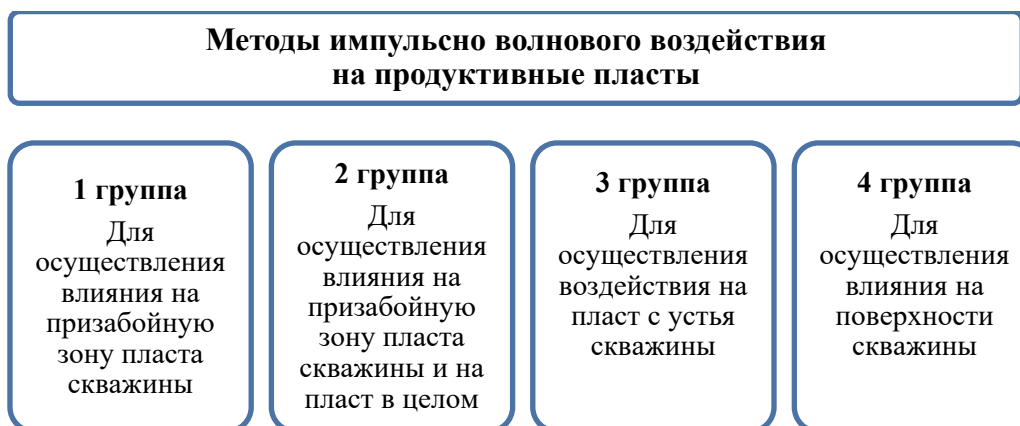 Методы импульсно волнового воздействия
на продуктивные пласты
1 группа
Для
осуществления
влияния на
призабойную
зону пласта
скважины
2 группа
Для
осуществления
влияния на
призабойную
зону пласта
скважины и на
пласт в целом
3 группа
Для
осуществления
воздействия на
пласт с устья
скважины
4 группа
Для
осуществления
влияния на
поверхности
скважины